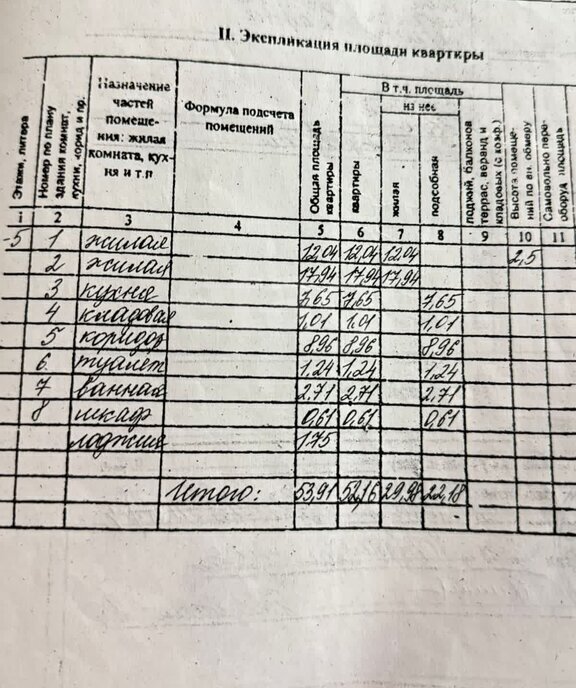 II. Экспликация площади квартиры
Этажи, литера
Номер по плану здания комнат, кухни, корид и пр.
Назначение частей помещения: жилая комната, кухня и т.п
Формула подсчета помещений
Общая площадь квартиры
В т.ч. площадь
квартиры
из нее
жилая
подсобная
лоджий, балконов террас, веранд и кладовых (с коэф.)
Высота помещений по вн. обмеру
Самовольно переоборуд площадь
1 2 3 4 5 6 7 8 9 10 11
-5 1 жилая 12,04 12,04 12,04 2,5
2 жилая 17,94 17,94 17,94
3 кухня 7,65 7,65 7,65
4 кладовая 1,01 1.01 1,01
5 коридор 8,96 8,96 8,96
6. туалет 1,24 1,24 1,24
7 ванная 2,71 2,71 2,71
8 шкаф 0,61 0,61 0,61
лоджия 1.75
Итого: 53,91 52,16 29,98 22,18